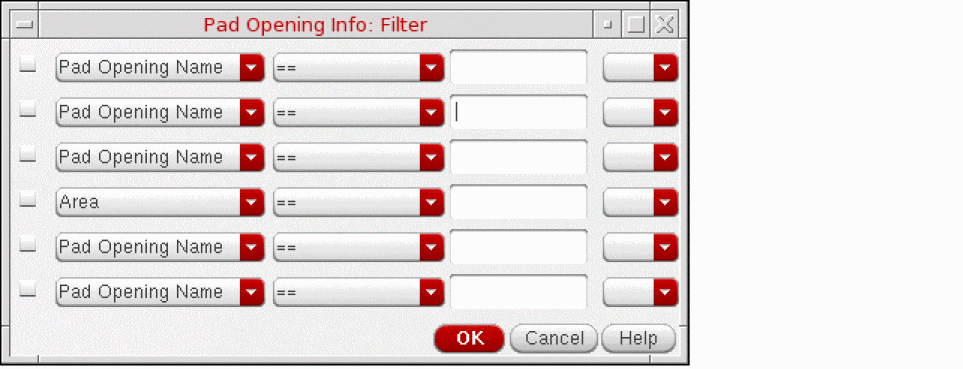 Pad Opening Info: Filter
Pad Opening Name ==
Pad Opening Name ==
Pad Opening Name ==
Area ==
Pad Opening Name ==
Pad Opening Name ==
OK Cancel Help